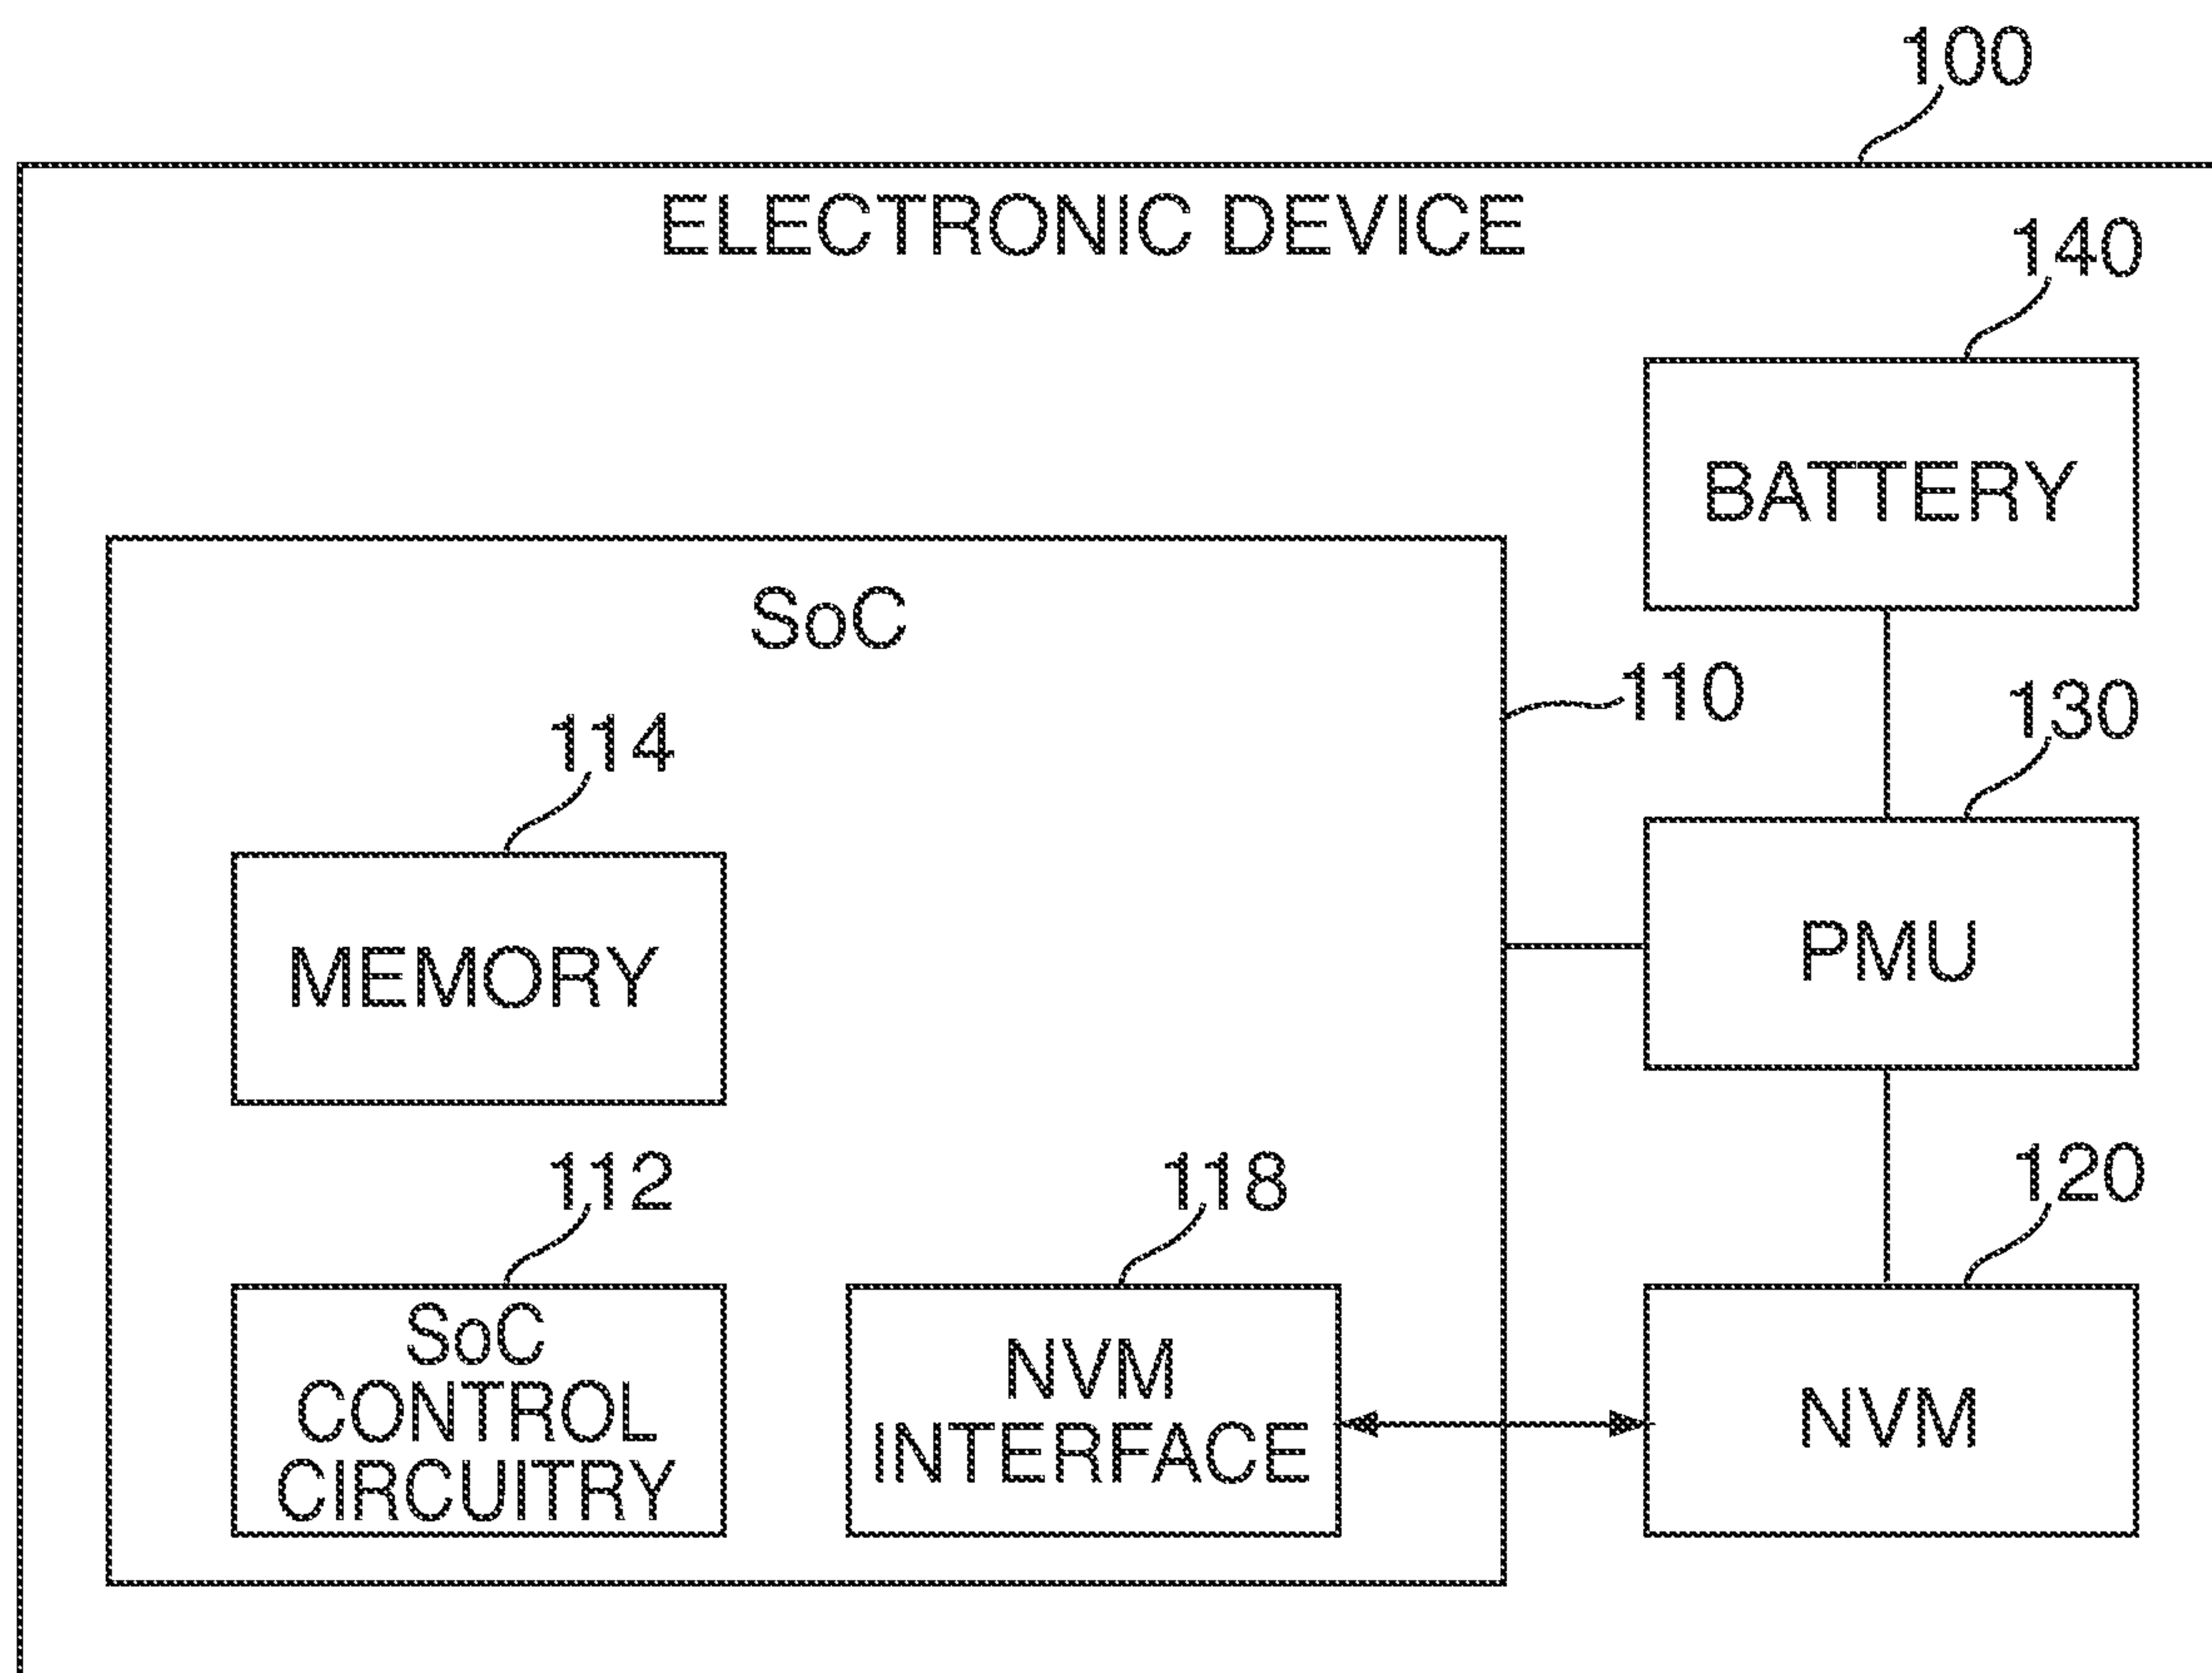 100
ELECTRONIC DEVICE
140
BATTERY
SoC
110
130
114
MEMORY
PMU
112
118
120
SoC
CONTROL
CIRCUITRY
NVM
INTERFACE
NVM